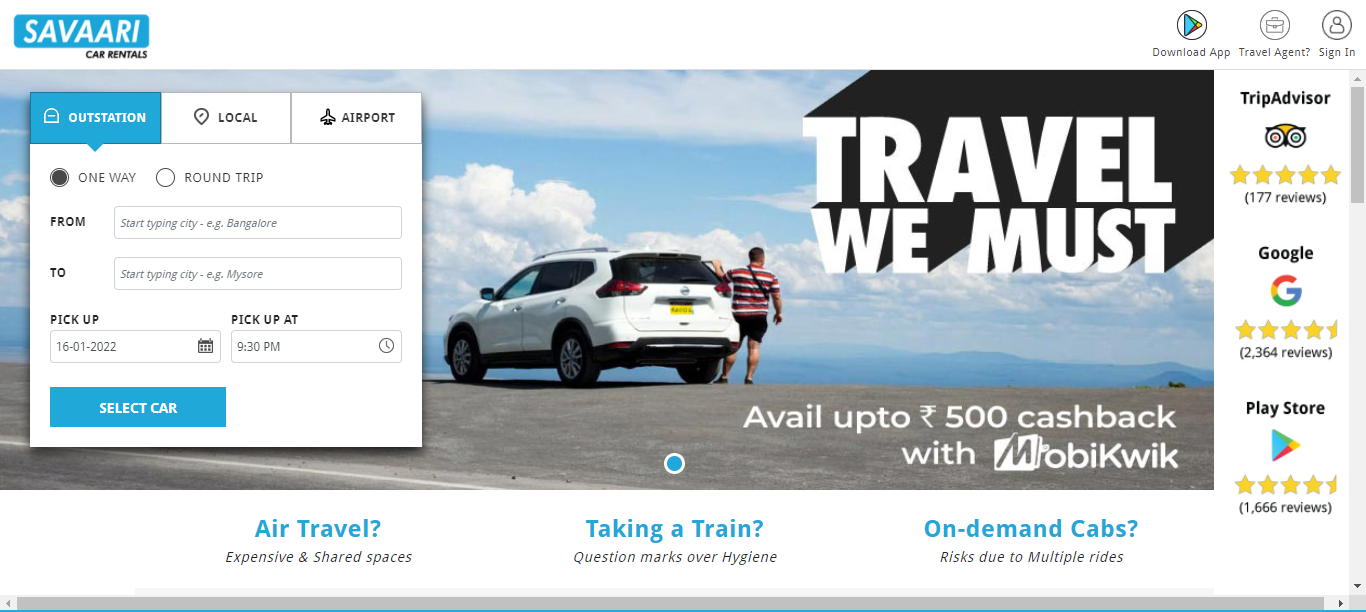 SAVAARI
CAR RENTALS
Download App
Travel Agent?
Sign In
OUTSTATION
LOCAL
AIRPORT
ONE WAY
ROUND TRIP
FROM
Start typing city - e.g. Bangalore
TO
Start typing city - e.g. Mysore
PICK UP
PICK UP AT
16-01-2022
9:30 PM
SELECT CAR
TRAVEL
WE MUST
Avail upto ₹ 500 cashback
with MobiKwik
TripAdvisor
(177 reviews)
Google
(2,364 reviews)
Play Store
(1,666 reviews)
Air Travel?
Expensive & Shared spaces
Taking a Train?
Question marks over Hygiene
On-demand Cabs?
Risks due to Multiple rides